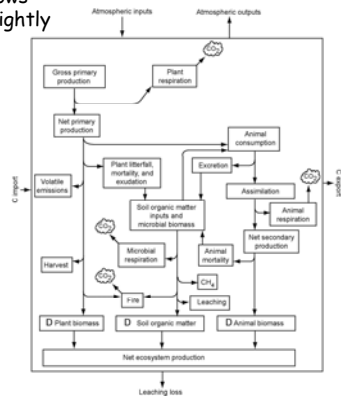 ows
ightly
Atmospheric inputs
Atmospheric outputs
CO2
Gross primary
production
Plant
respiration
Net primary
production
Animal
consumption
Plant litterfall,
mortality, and
exudation
Excretion
CO2
C import
C export
Volatile
emissions
Assimilation
Soil organic matter
inputs and
microbial biomass
Animal
respiration
CO2
Net secondary
production
Microbial
respiration
Animal
mortality
Harvest
CO2
CH4
Fire
Leaching
D Plant biomass
D Soil organic matter
D Animal biomass
Net ecosystem production
Leaching loss